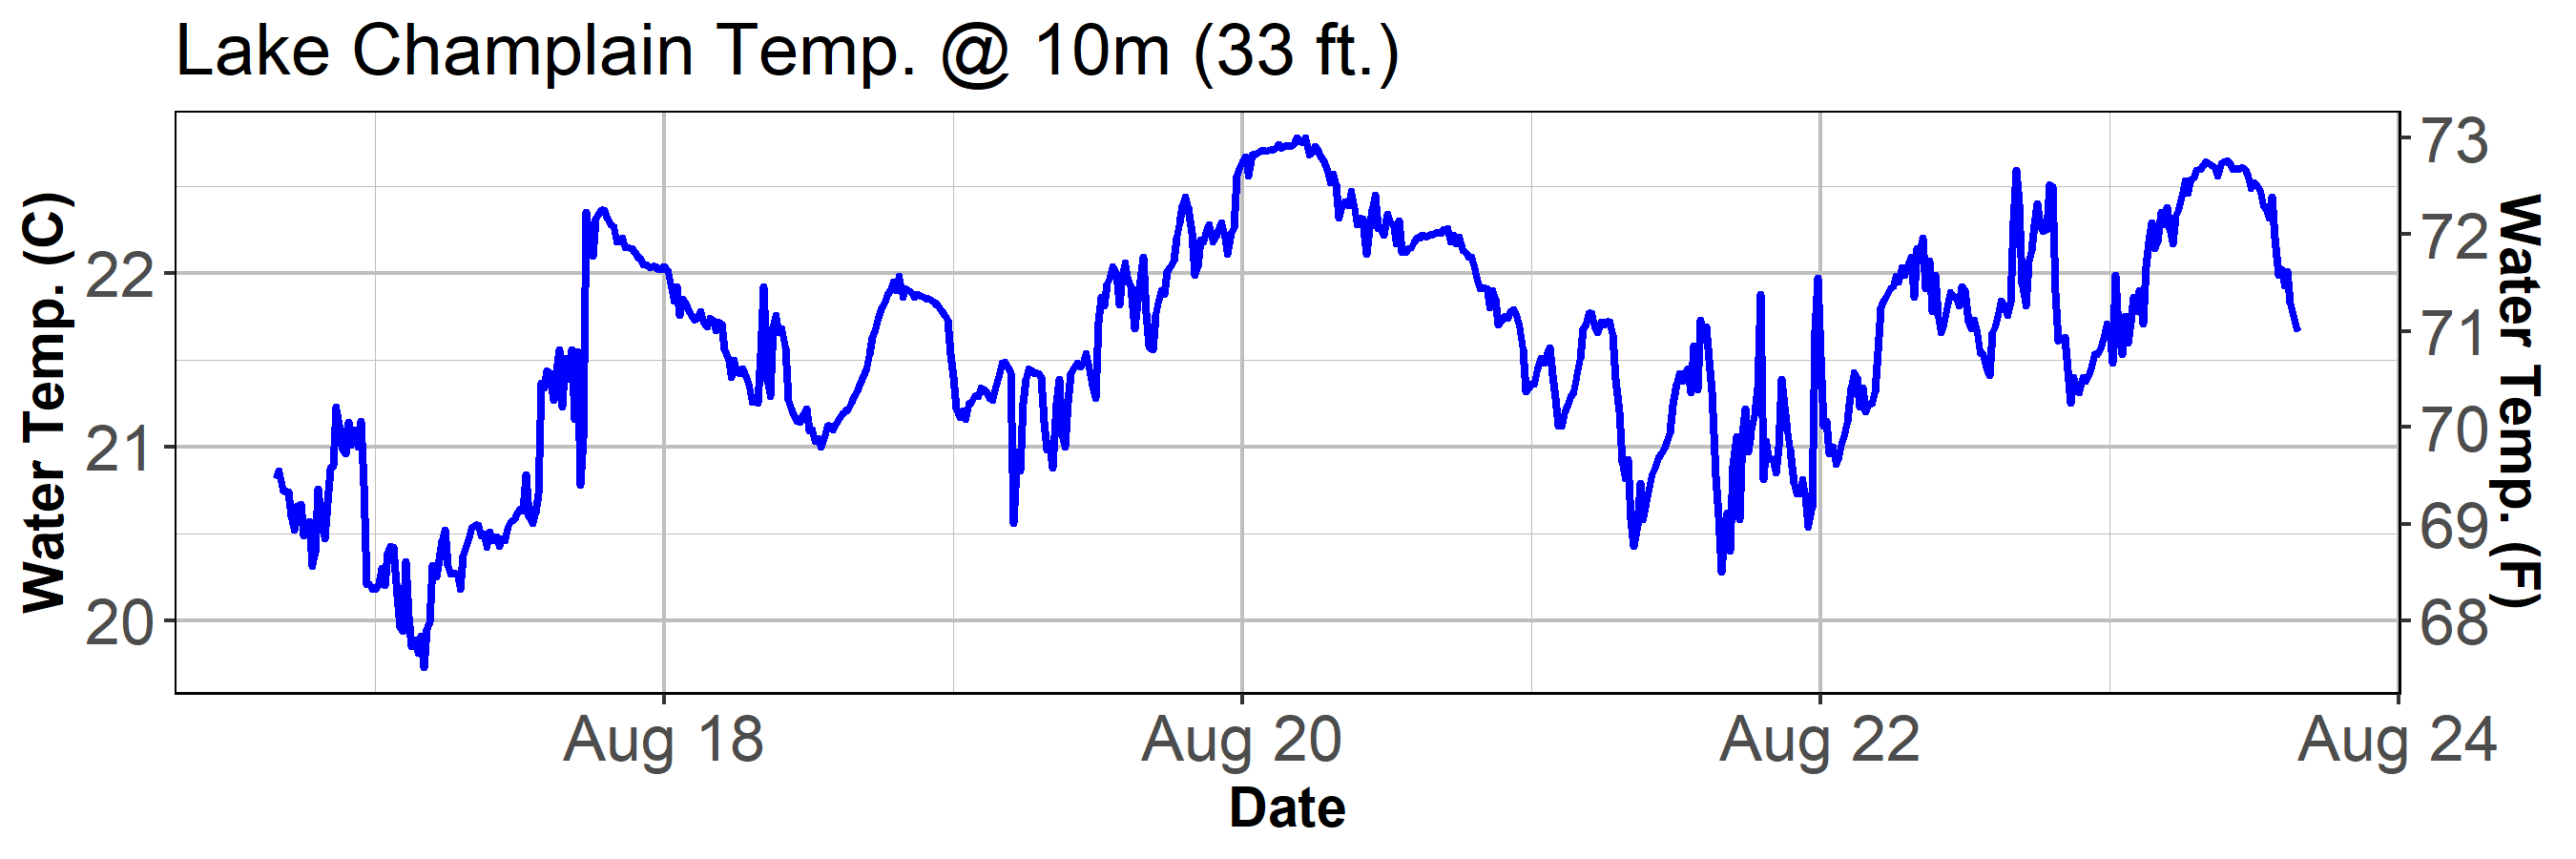 Lake Champlain Temp. @ 10m (33 ft.)
Water Temp. (C)
22
21
20
73
72
71
70
69
68
Water Temp. (F)
Aug 18
Aug 20
Aug 22
Aug 24
Date